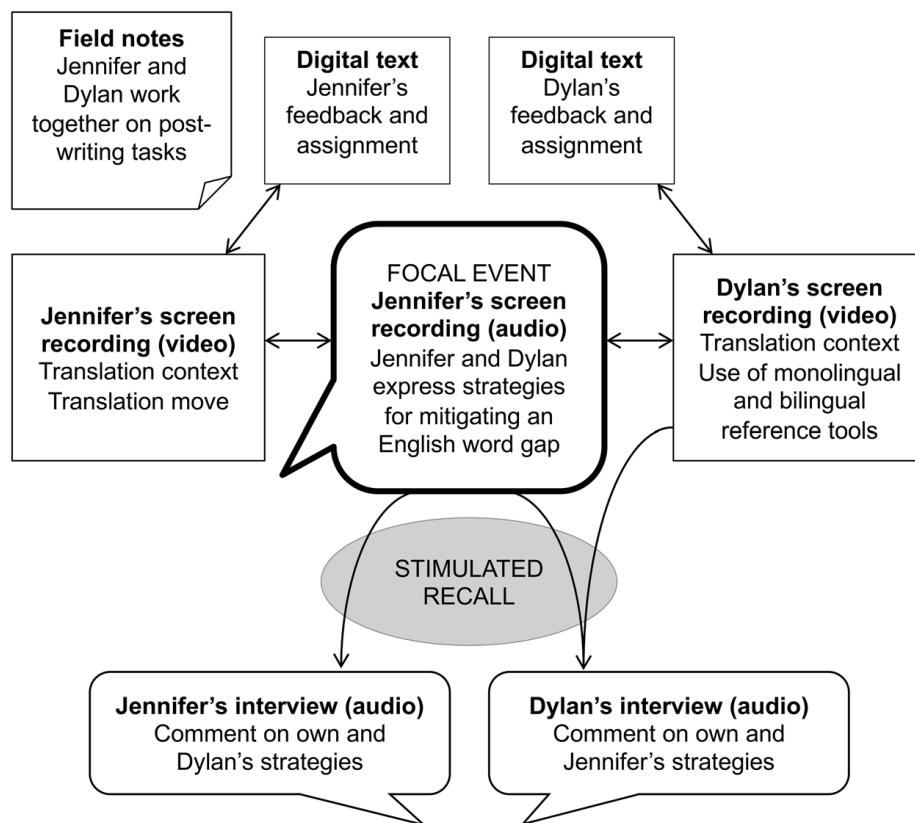 Field notes
Jennifer and
Dylan work
together on post-
writing tasks
Digital text
Jennifer’s
feedback and
assignment
Digital text
Dylan’s
feedback and
assignment
Jennifer’s screen
recording (video)
Translation context
Translation move
FOCAL EVENT
Jennifer’s screen
recording (audio)
Jennifer and Dylan
express strategies
for mitigating an
English word gap
Dylan’s screen
recording (video)
Translation context
Use of monolingual
and bilingual
reference tools
STIMULATED
RECALL
Jennifer’s interview (audio)
Comment on own and
Dylan’s strategies
Dylan’s interview (audio)
Comment on own and
Jennifer’s strategies